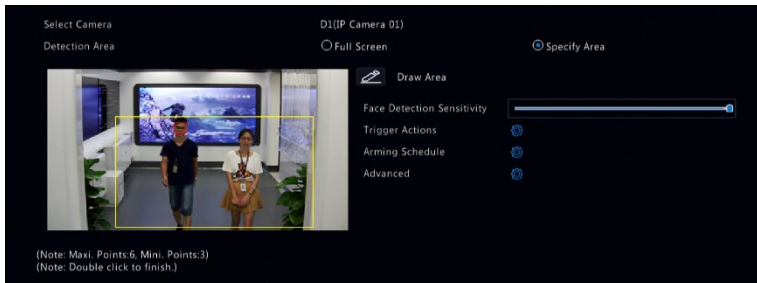 Select Camera D1(IP Camera 01)
Detection Area Full Screen Specify Area
Draw Area
Face Detection Sensitivity
Trigger Actions
Arming Schedule
Advanced
(Note: Maxi. Points:6, Mini. Points:3)
(Note: Double click to finish.)